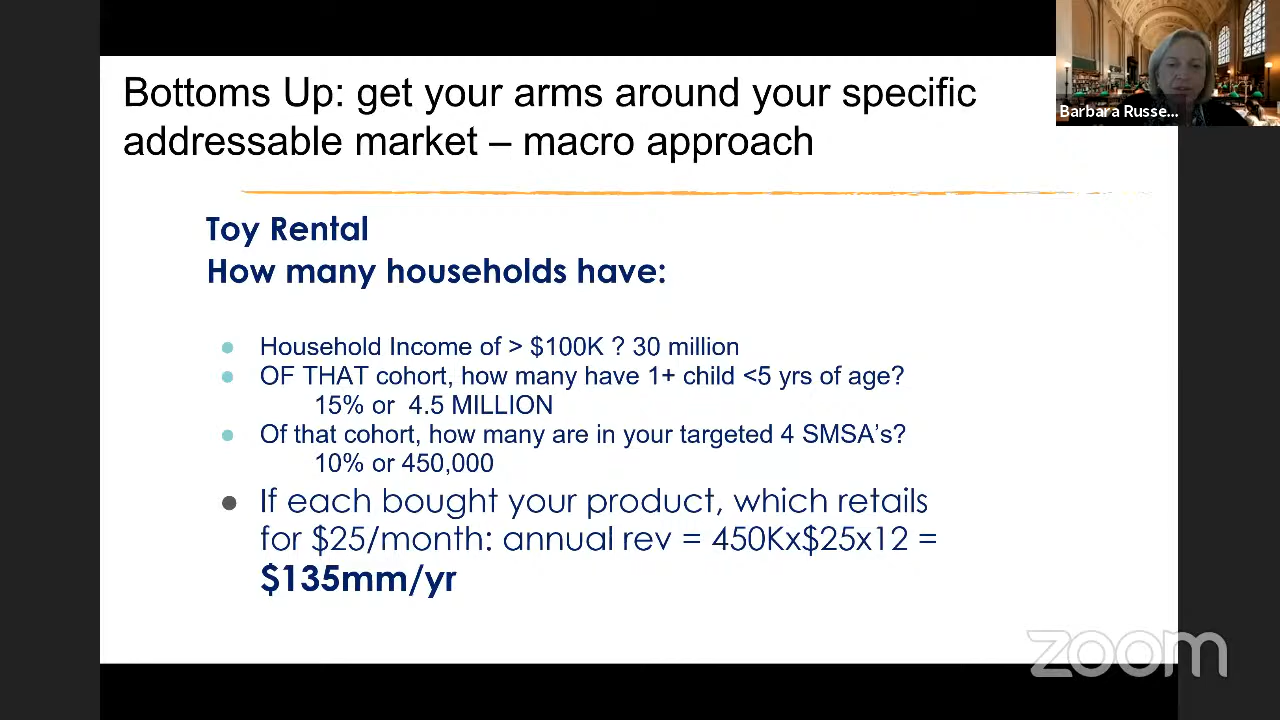 Bottoms Up: get your arms around your specific
addressable market – macro approach
Barbara Russe...
Toy Rental
How many households have:
● Household Income of > $100K ? 30 million
● OF THAT cohort, how many have 1+ child <5 yrs of age?
15% or 4.5 MILLION
● Of that cohort, how many are in your targeted 4 SMSA's?
10% or 450,000
● If each bought your product, which retails
for $25/month: annual rev = 450Kx$25x12 =
$135mm/yr
zoom